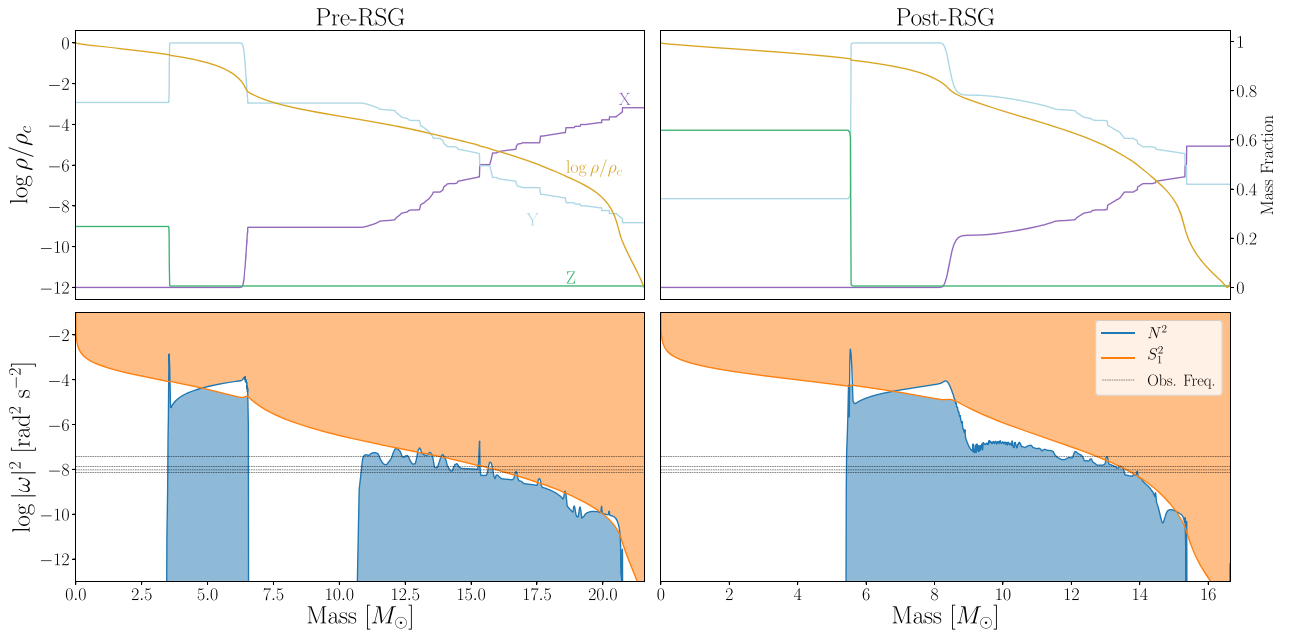 Pre-RSG
Post-RSG
log ρ/ρc
0
−2
−4
−6
−8
−10
−12
X
log ρ/ρc
Y
Z
1
0.8
0.6
0.4
0.2
0
Mass Fraction
log |ω|² [rad² s⁻²]
−2
−4
−6
−8
−10
−12
N²
S₁²
Obs. Freq.
0.0 2.5 5.0 7.5 10.0 12.5 15.0 17.5 20.0
0 2 4 6 8 10 12 14 16
Mass [M☉]
Mass [M☉]